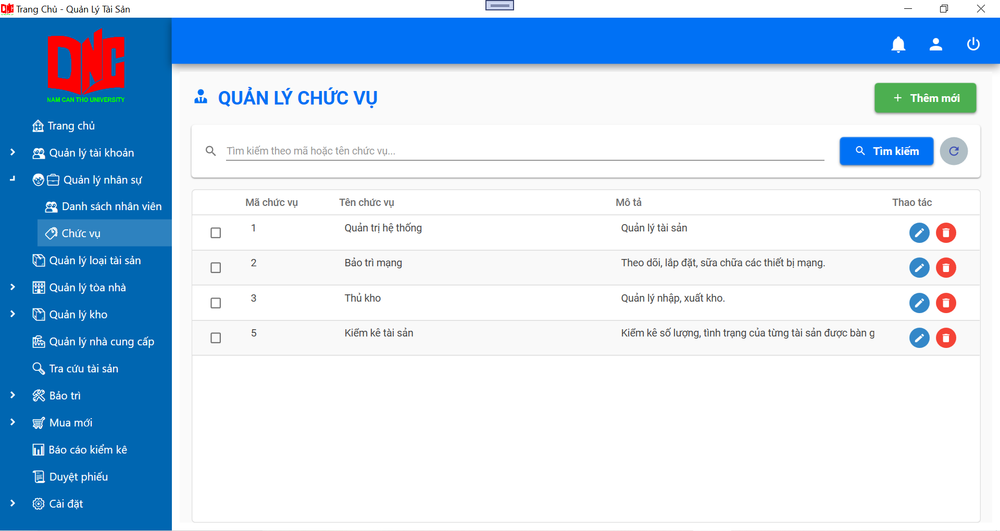 Trang Chủ - Quản Lý Tài Sản
DNC
NAM CAN THO UNIVERSITY
Trang chủ
Quản lý tài khoản
Quản lý nhân sự
Danh sách nhân viên
Chức vụ
Quản lý loại tài sản
Quản lý tòa nhà
Quản lý kho
Quản lý nhà cung cấp
Tra cứu tài sản
Bảo trì
Mua mới
Báo cáo kiểm kê
Duyệt phiếu
Cài đặt
QUẢN LÝ CHỨC VỤ
Thêm mới
Tìm kiếm theo mã hoặc tên chức vụ...
Tìm kiếm
Mã chức vụ Tên chức vụ Mô tả Thao tác
1 Quản trị hệ thống Quản lý tài sản
2 Bảo trì mạng Theo dõi, lắp đặt, sữa chữa các thiết bị mạng.
3 Thủ kho Quản lý nhập, xuất kho.
5 Kiểm kê tài sản Kiểm kê số lượng, tình trạng của từng tài sản được bàn g